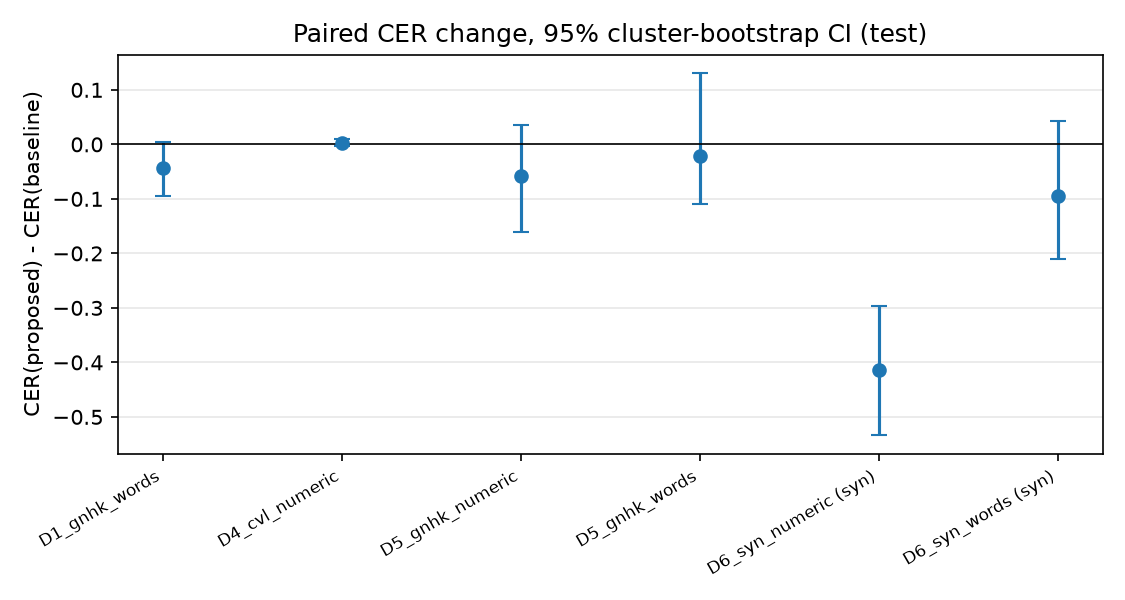 Paired CER change, 95% cluster-bootstrap CI (test)
CER(proposed) - CER(baseline)
0.1
0.0
−0.1
−0.2
−0.3
−0.4
−0.5
D1_gnhk_words
D4_cvl_numeric
D5_gnhk_numeric
D5_gnhk_words
D6_syn_numeric (syn)
D6_syn_words (syn)